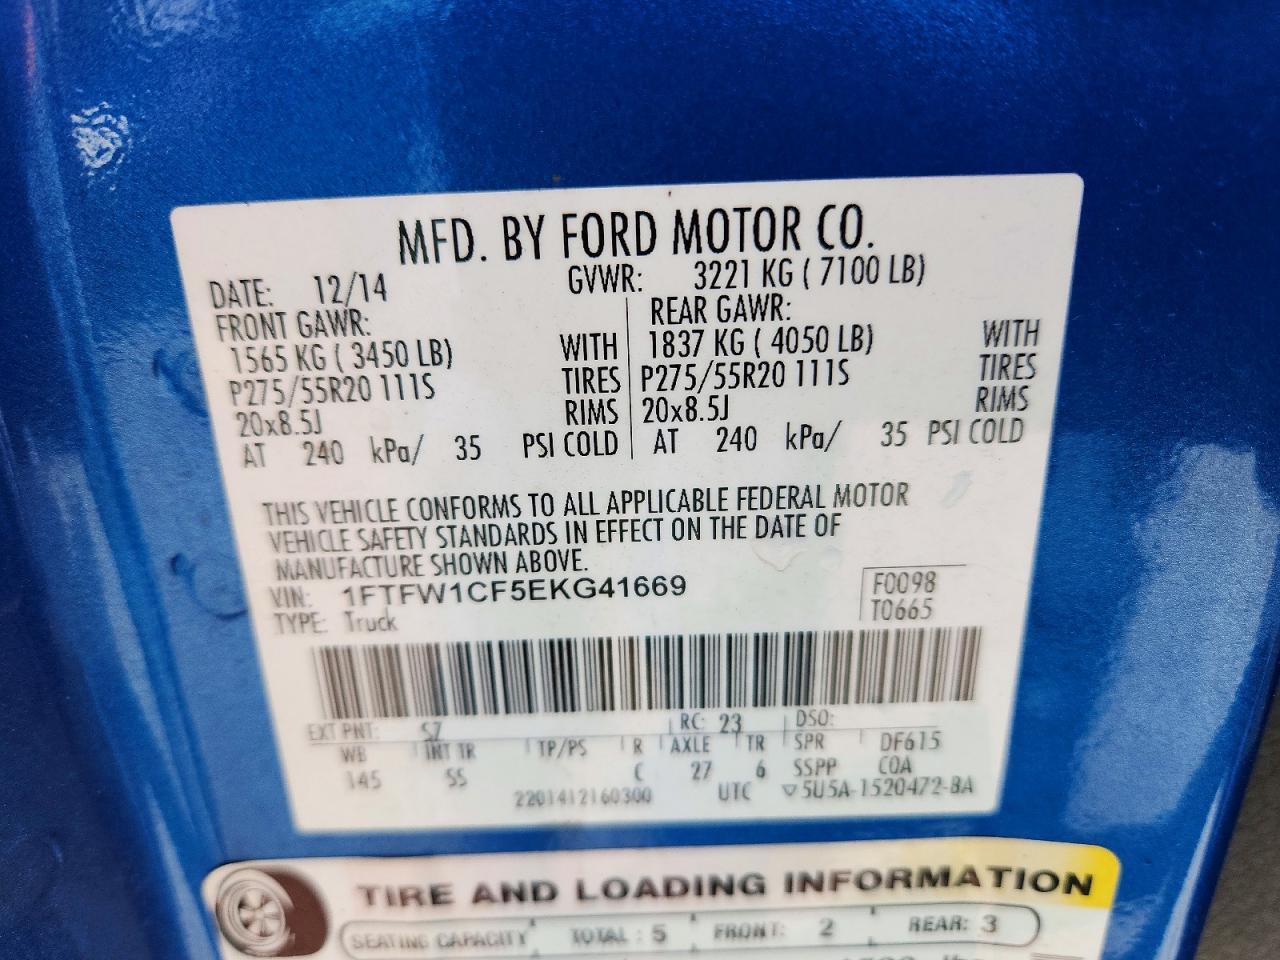 MFD. BY FORD MOTOR CO.
DATE: 12/14 GVWR: 3221 KG ( 7100 LB)
FRONT GAWR: REAR GAWR:
1565 KG ( 3450 LB) WITH 1837 KG ( 4050 LB) WITH
P275/55R20 111S TIRES P275/55R20 111S TIRES
20x8.5J RIMS 20x8.5J RIMS
AT 240 kPa/ 35 PSI COLD AT 240 kPa/ 35 PSI COLD
THIS VEHICLE CONFORMS TO ALL APPLICABLE FEDERAL MOTOR
VEHICLE SAFETY STANDARDS IN EFFECT ON THE DATE OF
MANUFACTURE SHOWN ABOVE.
VIN: 1FTFW1CF5EKG41669 F0098
TYPE: Truck T0665
EXT PNT: SZ RC: 23 DSO:
WB INT TR TP/PS R AXLE TR SPR DF615
145 SS C 27 6 SSPP COA
2201412160300 UTC ▽5U5A-1520472-BA
TIRE AND LOADING INFORMATION
SEATING CAPACITY TOTAL : 5 FRONT: 2 REAR: 3